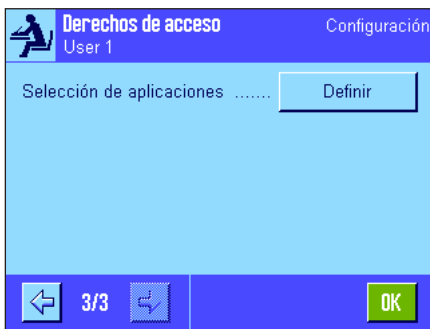 Derechos de acceso
Configuración
User 1
Selección de aplicaciones ....... Definir
3/3
OK